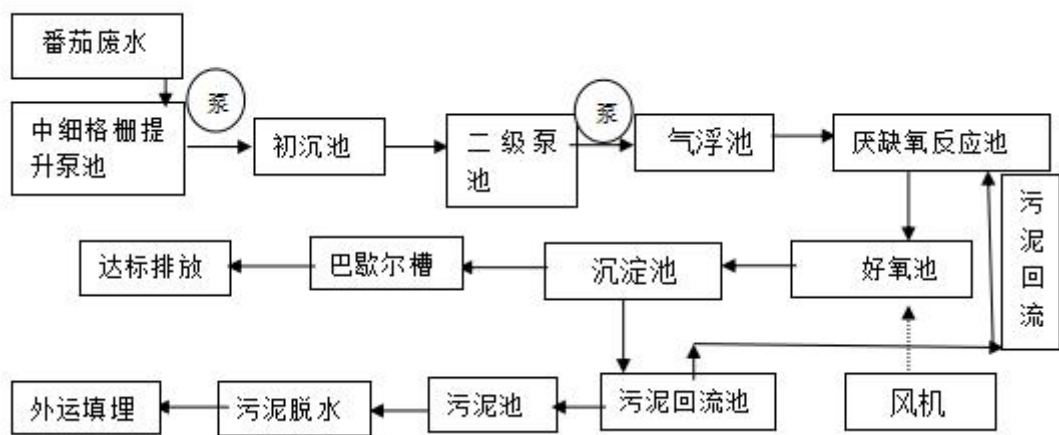 番茄废水
泵
中细格栅提
升泵池
初沉池
二级泵
池
泵
气浮池
厌缺氧反应池
污泥回流
达标排放
巴歇尔槽
沉淀池
好氧池
外运填埋
污泥脱水
污泥池
污泥回流池
风机